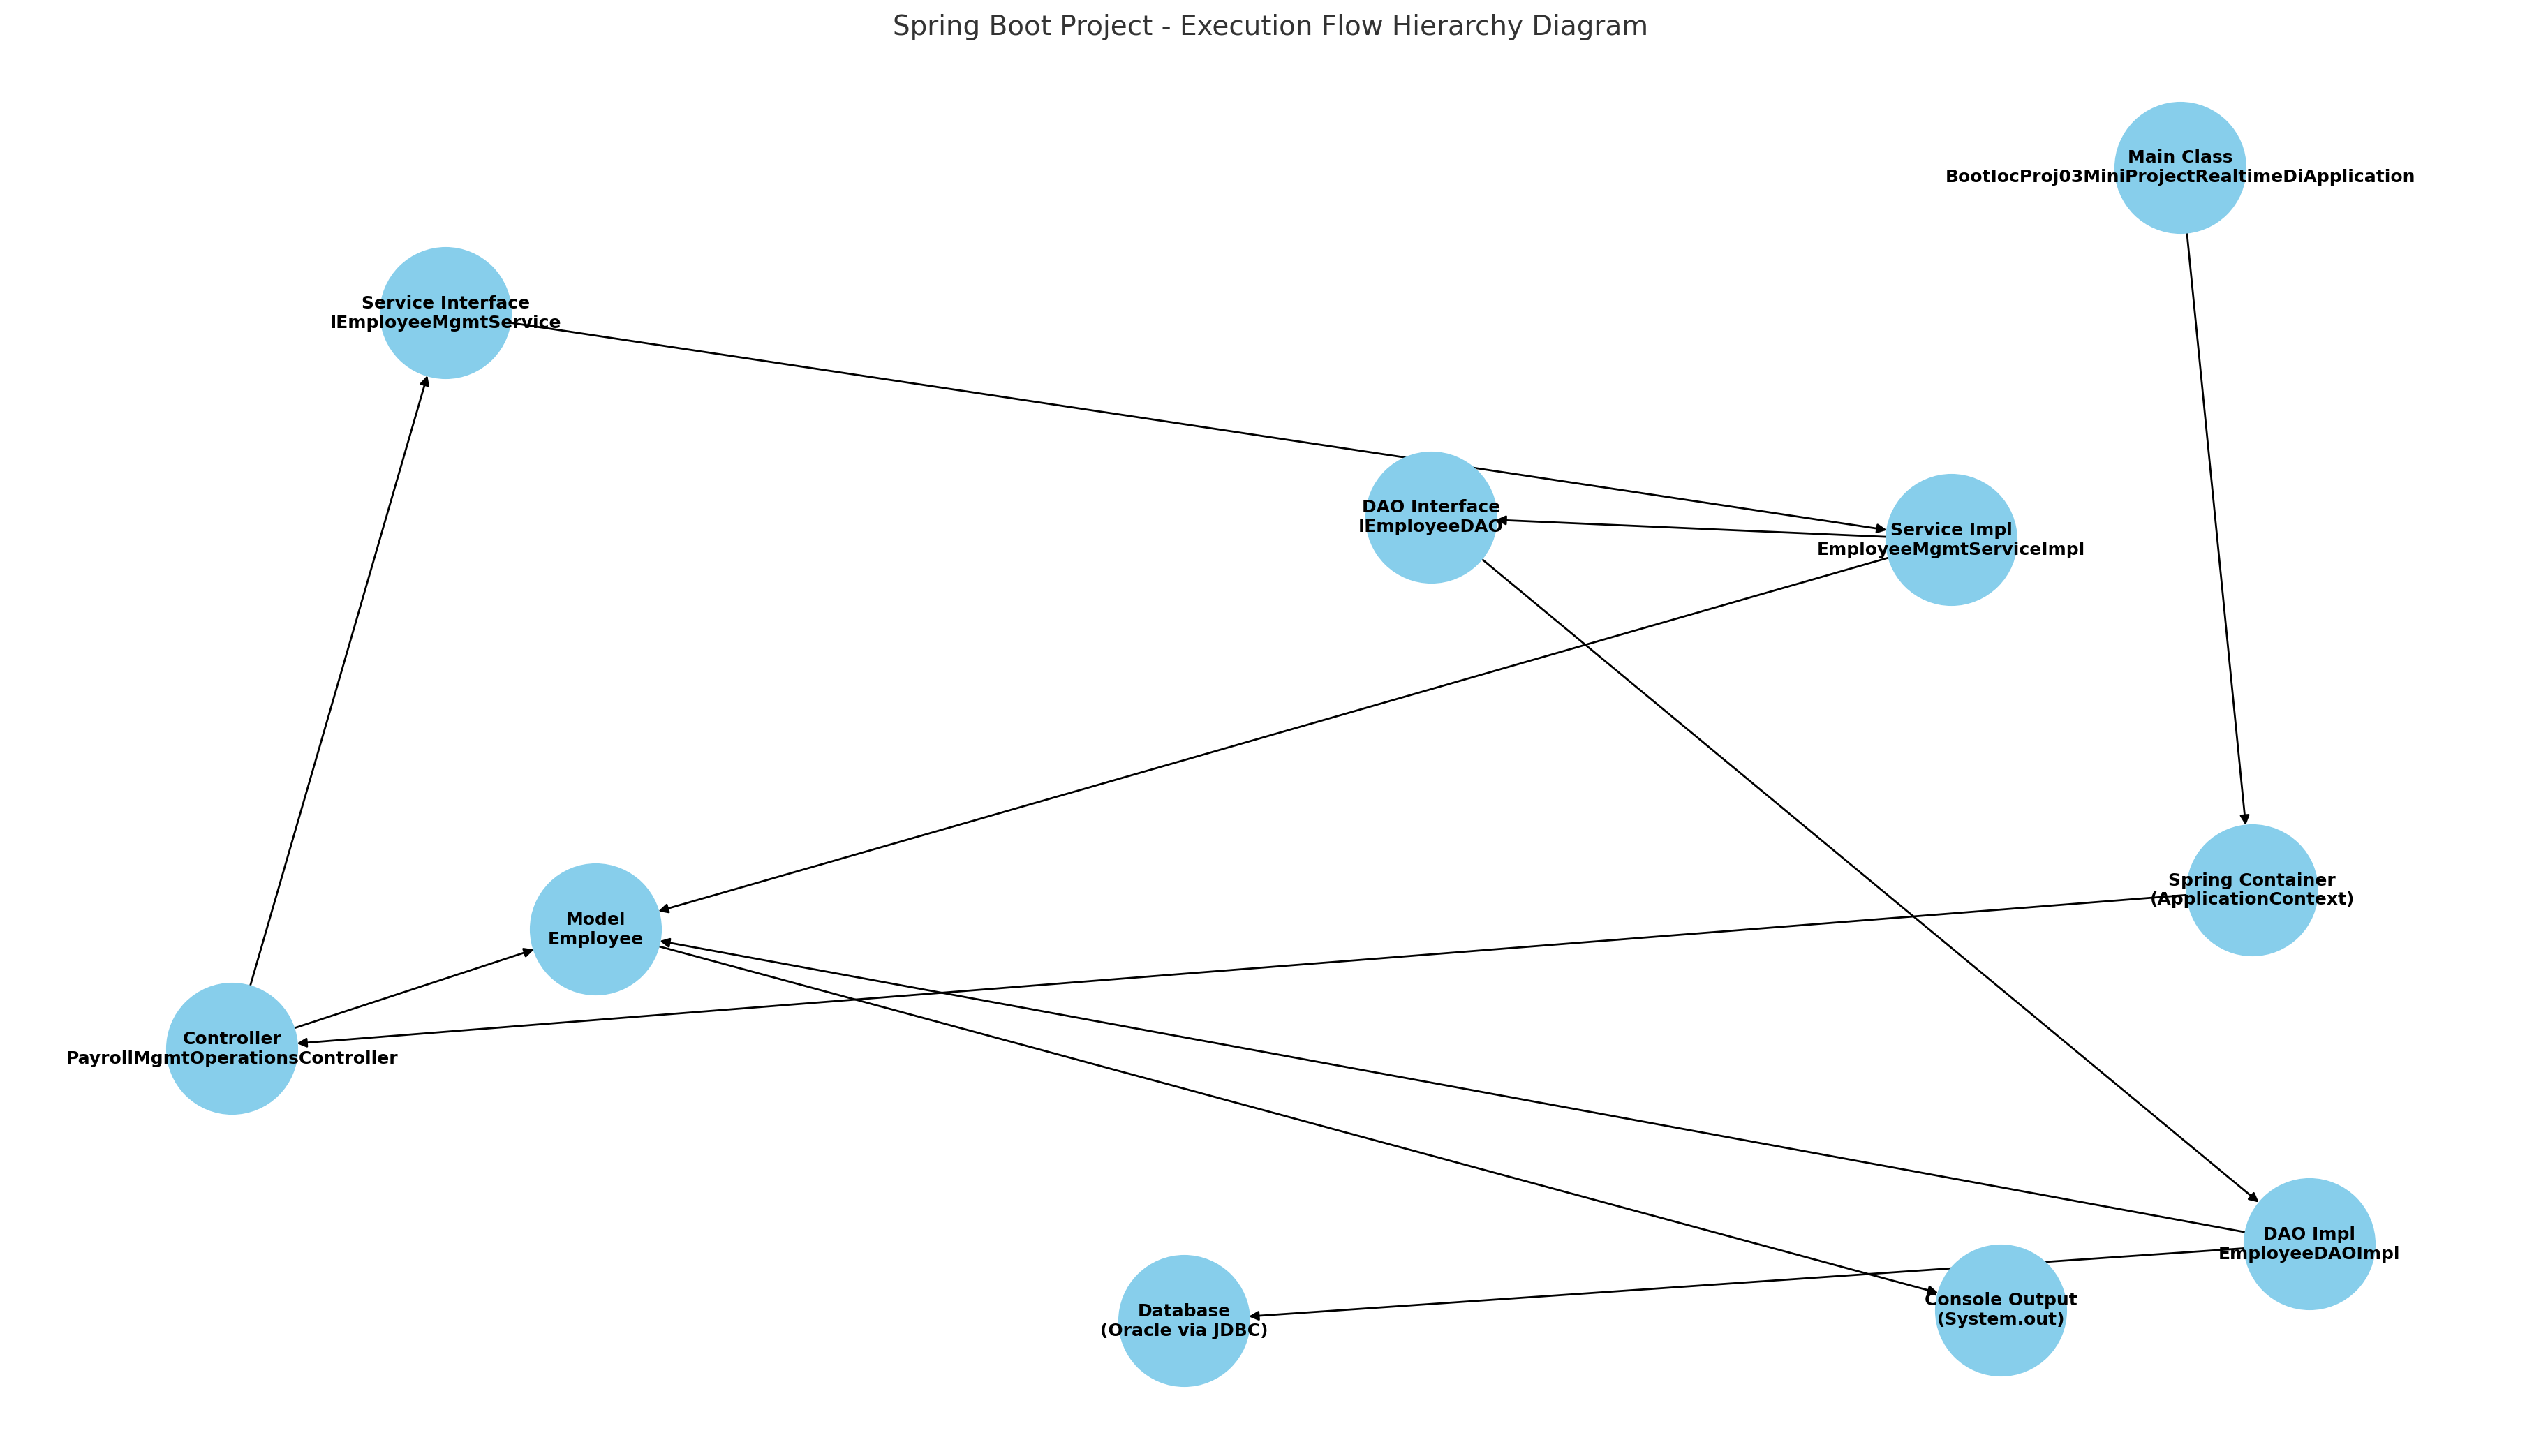 Spring Boot Project - Execution Flow Hierarchy Diagram
Main Class
BootIocProj03MiniProjectRealtimeDiApplication
Service Interface
IEmployeeMgmtService
DAO Interface
IEmployeeDAO
Service Impl
EmployeeMgmtServiceImpl
Spring Container
(ApplicationContext)
Model
Employee
Controller
PayrollMgmtOperationsController
DAO Impl
EmployeeDAOImpl
Database
(Oracle via JDBC)
Console Output
(System.out)